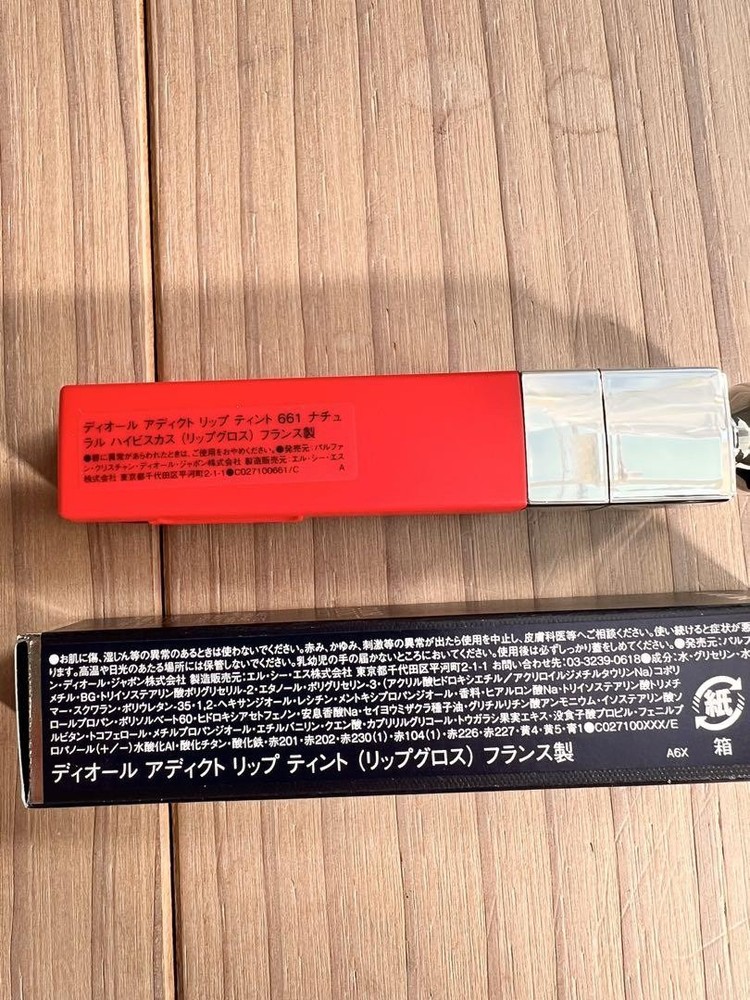 ディオール アディクト リップ ティント 661 ナチュ
ラル ハイビスカス (リップグロス) フランス製
●唇に異常があらわれたときは、ご使用をおやめください。●発売元:パルファ
ン・クリスチャン・ディオール・ジャポン株式会社 製造販売元:エル・シー・エス
株式会社 東京都千代田区平河町2-1-1●C027100661/C A
●お肌に傷、湿しん等の異常のあるときは使わないでください。赤み、かゆみ、刺激等の異常が出たら使用を中止し、皮膚科医等へご相談ください。使い続けると症状が悪
ります。高温や日光のあたる場所には保管しないでください。乳幼児の手の届かないところにおいてください。使用後は必ずしっかり蓋をしめてください。●発売元:パルファ
ン・ディオール・ジャポン株式会社 製造販売元:エル・シー・エス株式会社 東京都千代田区平河町2-1-1 お問い合わせ先:03-3239-0618●成分:水・グリセリン・水
メチル・BG・トリイソステアリン酸ポリグリセリル-2・エタノール・ポリグリセリン-3・(アクリル酸ヒドロキシエチル/アクリロイルジメチルタウリンNa)コポリ
マー・スクワラン・ポリウレタン-35・1,2-ヘキサンジオール・レシチン・メントキシプロパンジオール・香料・ヒアルロン酸Na・トリイソステアリン酸トリメチ
ロールプロパン・ポリソルベート60・ヒドロキシアセトフェノン・安息香酸Na・セイヨウミザクラ種子油・グリチルリチン酸アンモニウム・イソステアリン酸ソ
ルビタン・トコフェロール・メチルプロパンジオール・エチルバニリン・クエン酸・カプリリルグリコール・トウガラシ果実エキス・没食子酸プロピル・フェニルプ
ロパノール(+/−)水酸化Al・酸化チタン・酸化鉄・赤201・赤202・赤230(1)・赤104(1)・赤226・赤227・黄4・黄5・青1●C027100XXX/E
ディオール アディクト リップ ティント (リップグロス) フランス製
A6X
紙
箱